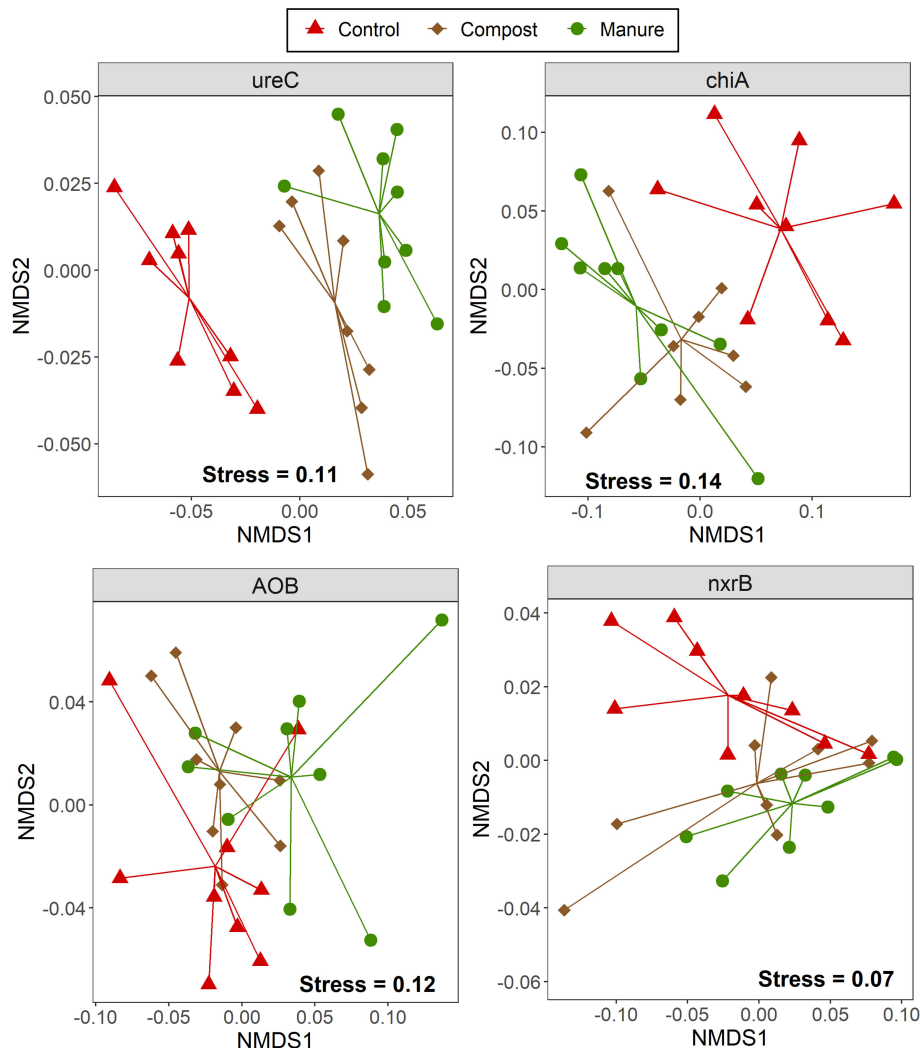 Control Compost Manure
ureC
0.050
0.025
0.000
-0.025
-0.050
NMDS2
Stress = 0.11
-0.05 0.00 0.05
NMDS1
chiA
0.10
0.05
0.00
-0.05
-0.10
NMDS2
Stress = 0.14
-0.1 0.0 0.1
NMDS1
AOB
0.04
0.00
-0.04
NMDS2
Stress = 0.12
-0.10 -0.05 0.00 0.05 0.10
NMDS1
nxrB
0.04
0.02
0.00
-0.02
-0.04
-0.06
NMDS2
Stress = 0.07
-0.10 -0.05 0.00 0.05 0.10
NMDS1